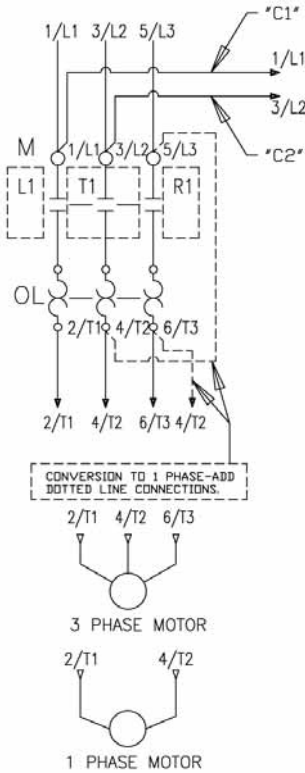 "C1"
1/L1 3/L2 5/L3
1/L1
3/L2
M 1/L1 3/L2 5/L3
"C2"
L1 T1 R1
OL
2/T1 4/T2 6/T3
2/T1 4/T2 6/T3 4/T2
CONVERSION TO 1 PHASE-ADD
DOTTED LINE CONNECTIONS.
2/T1 4/T2 6/T3
3 PHASE MOTOR
2/T1 4/T2
1 PHASE MOTOR